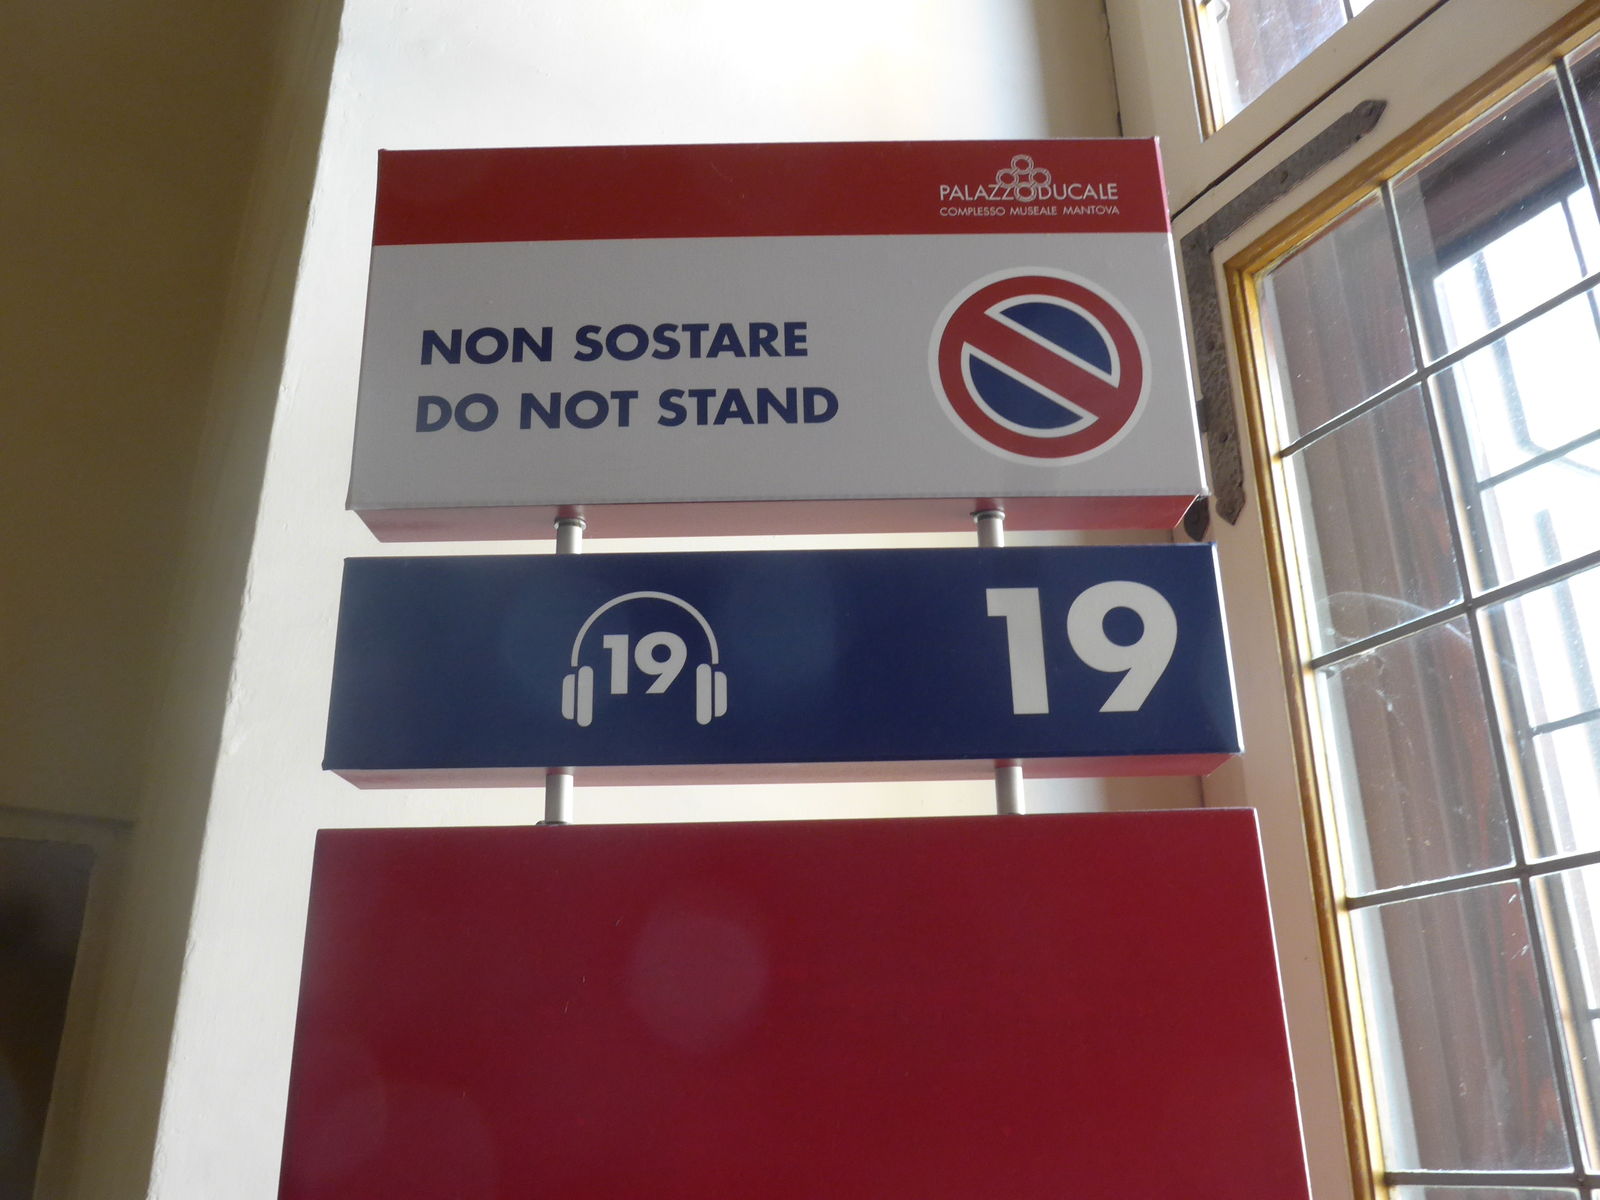 PALAZZO DUCALE
COMPLESSO MUSEALE MANTOVA
NON SOSTARE
DO NOT STAND
19
19